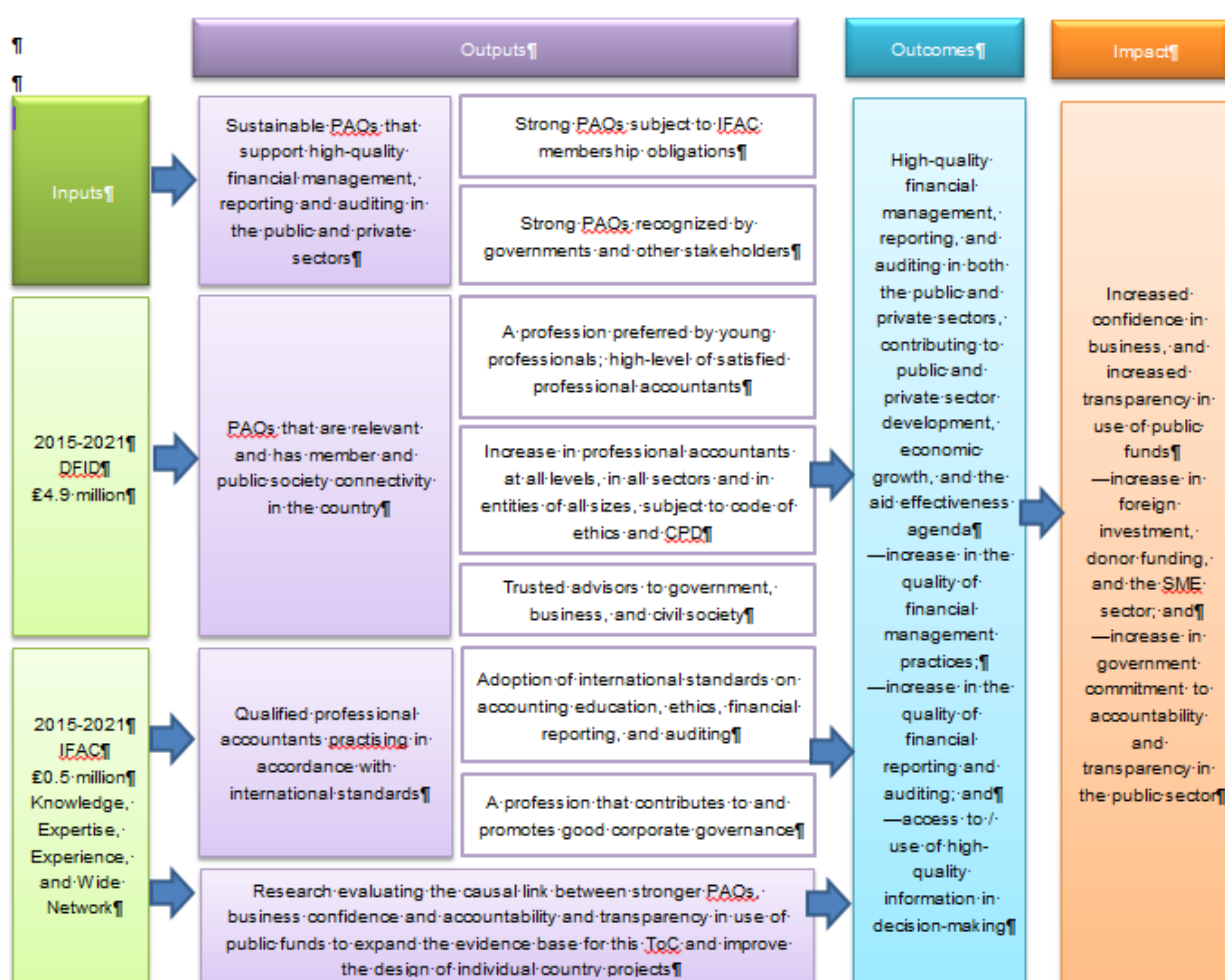 ¶
¶
Outputs¶
Outcomes¶
Impact¶
Inputs¶
Sustainable PAOs that
support high-quality
financial management,
reporting and auditing in
the public and private
sectors¶
Strong PAOs subject to IFAC
membership obligations¶
Strong PAOs recognized by
governments and other stakeholders¶
2015-2021¶
DFID¶
£4.9 million¶
PAOs that are relevant
and has member and
public society connectivity
in the country¶
A profession preferred by young
professionals; high-level of satisfied
professional accountants¶
Increase in professional accountants
at all levels, in all sectors and in
entities of all sizes, subject to code of
ethics and CPD¶
Trusted advisors to government,
business, and civil society¶
2015-2021¶
IFAC¶
£0.5 million¶
Knowledge,
Expertise,
Experience,
and Wide
Network¶
Qualified professional
accountants practising in
accordance with
international standards¶
Adoption of international standards on
accounting education, ethics, financial
reporting, and auditing¶
A profession that contributes to and
promotes good corporate governance¶
Research evaluating the causal link between stronger PAOs,
business confidence and accountability and transparency in use of
public funds to expand the evidence base for this ToC and improve
the design of individual country projects¶
High-quality
financial
management,
reporting, and
auditing in both
the public and
private sectors,
contributing to
public and
private sector
development,
economic
growth, and the
aid effectiveness
agenda¶
—increase in the
quality of
financial
management
practices;¶
—increase in the
quality of
financial
reporting and
auditing; and¶
—access to /
use of high-
quality
information in
decision-making¶
Increased
confidence in
business, and
increased
transparency in
use of public
funds¶
—increase in
foreign
investment,
donor funding,
and the SME
sector; and¶
—increase in
government
commitment to
accountability
and
transparency in
the public sector¶